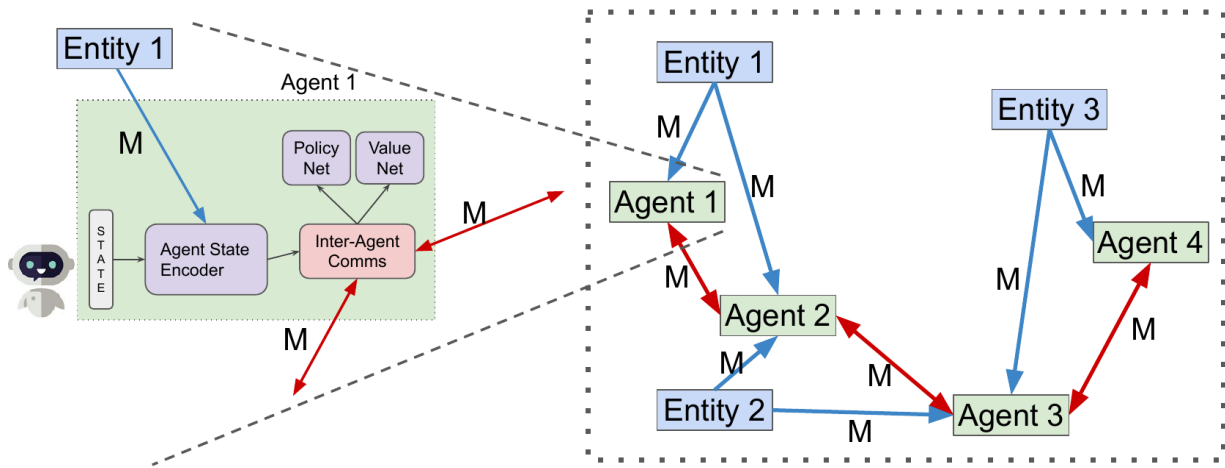 Entity 1
Agent 1
M
Policy
Net
Value
Net
M
STATE
Agent State
Encoder
Inter-Agent
Comms
M
Entity 1
Entity 3
M
M
M
Agent 1
Agent 4
M
M
Agent 2
M
M
M
Entity 2
Agent 3
M